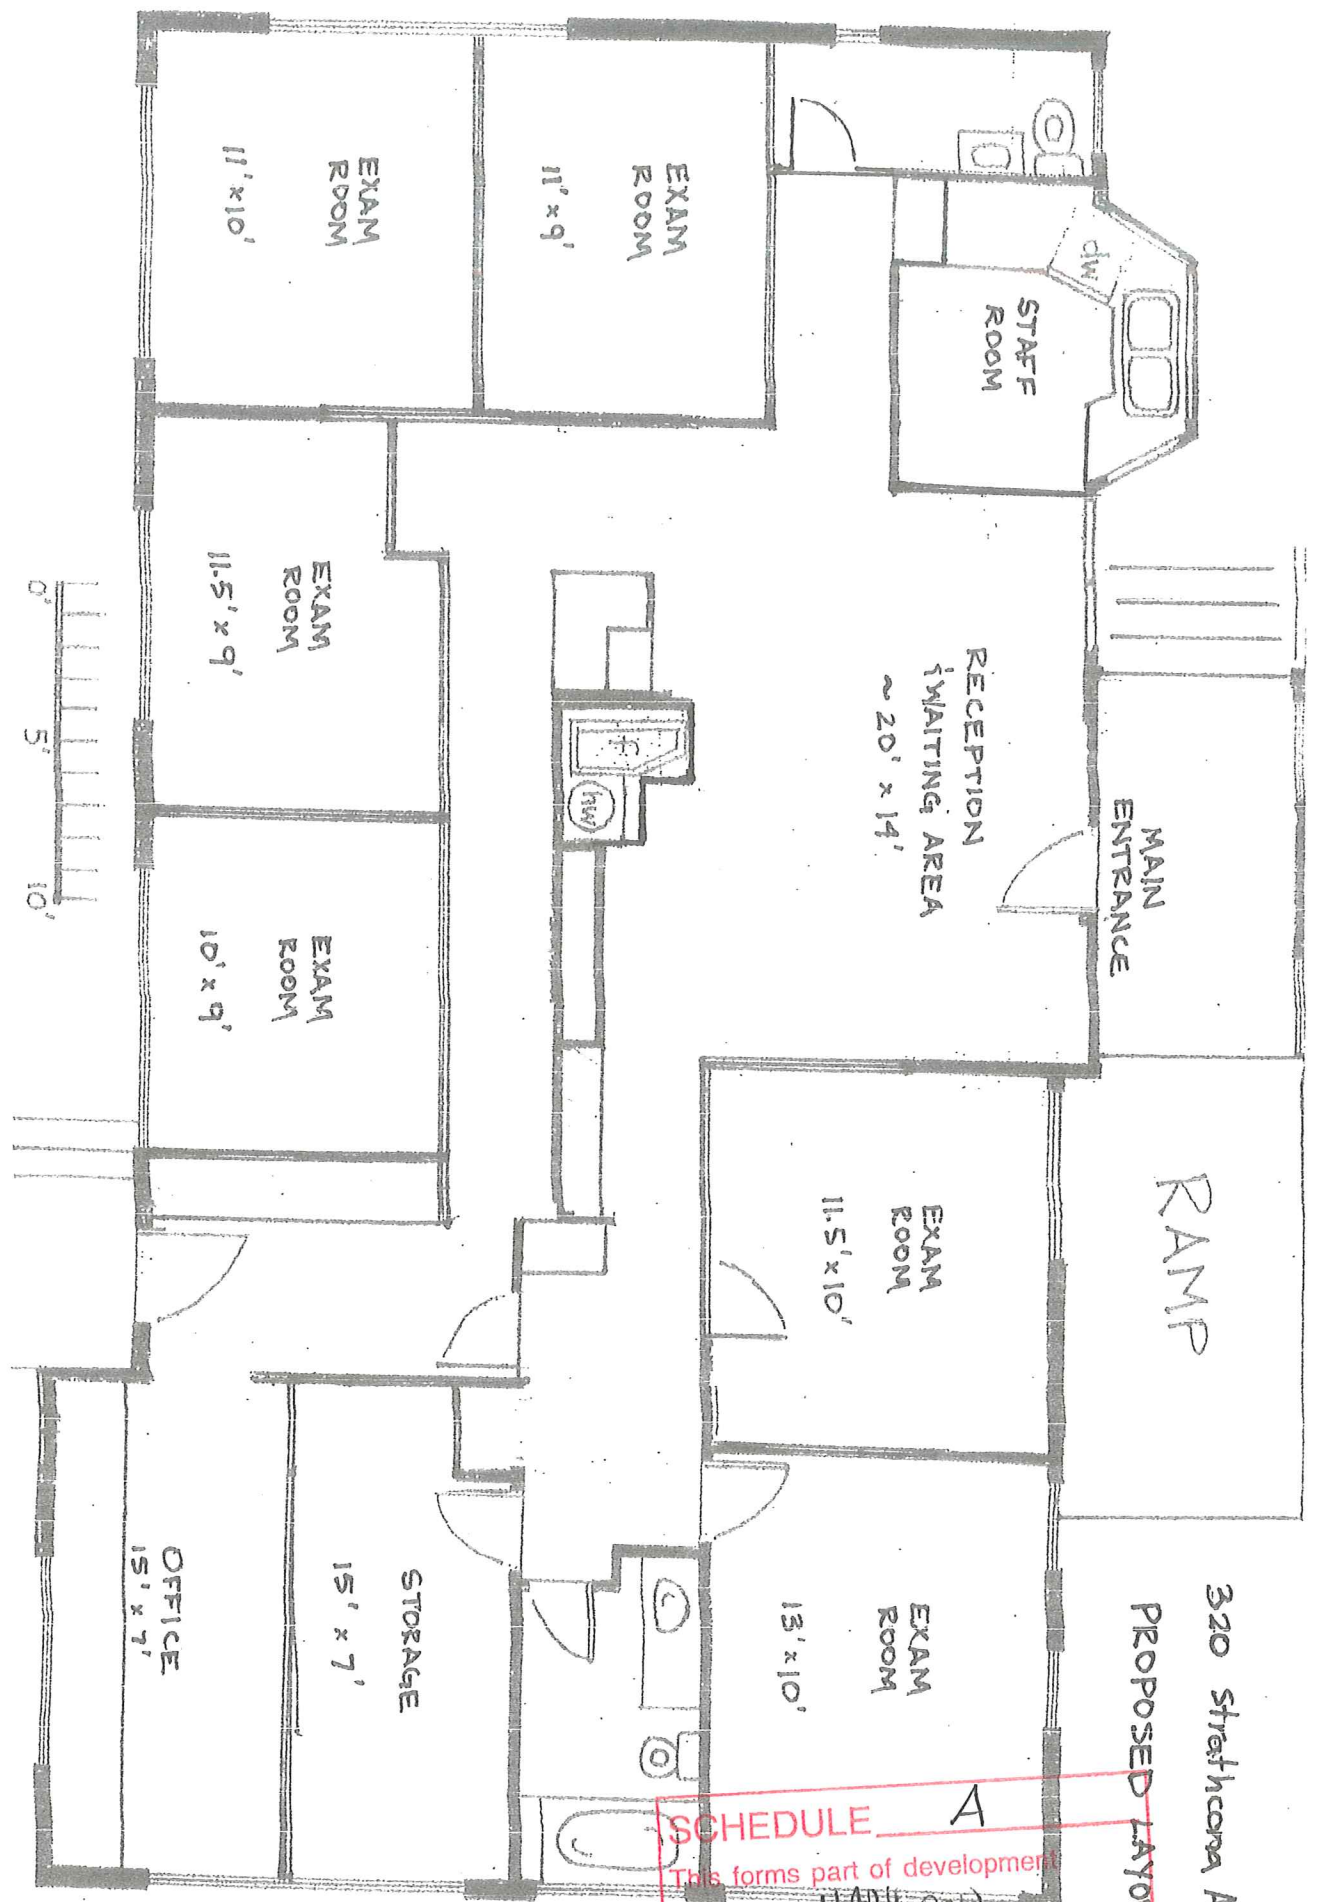 320 Strathcona A
PROPOSED LAYO
RAMP
MAIN
ENTRANCE
dw
STAFF
ROOM
RECEPTION
& WAITING AREA
~ 20' x 14'
EXAM
ROOM
11' x 9'
EXAM
ROOM
11' x 10'
f
hw
EXAM
ROOM
11.5' x 10'
EXAM
ROOM
13' x 10'
EXAM
ROOM
11.5' x 9'
EXAM
ROOM
10' x 9'
STORAGE
15' x 7'
OFFICE
15' x 7'
0' 5' 10'
SCHEDULE A
This forms part of development